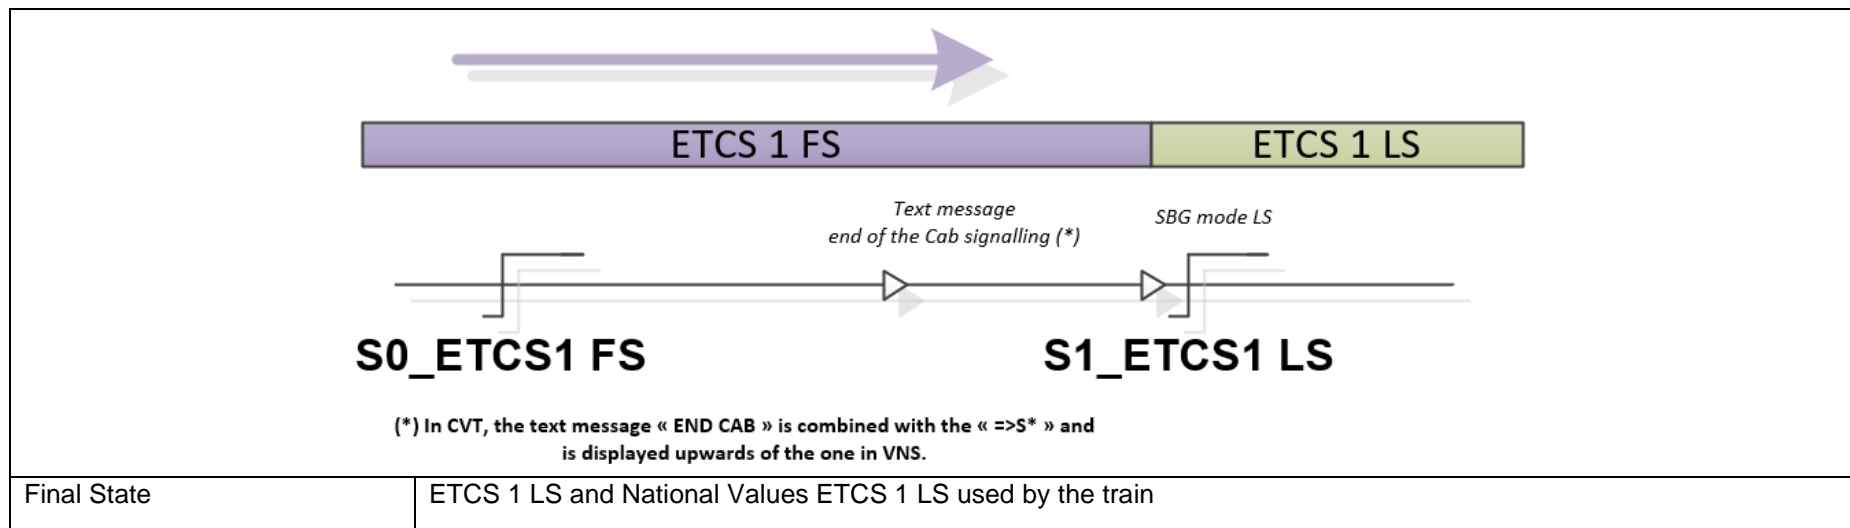 ETCS 1 FS
ETCS 1 LS
Text message
end of the Cab signalling (*)
SBG mode LS
S0_ETCS1 FS
S1_ETCS1 LS
(*) In CVT, the text message « END CAB » is combined with the « =>S* » and
is displayed upwards of the one in VNS.
Final State
ETCS 1 LS and National Values ETCS 1 LS used by the train